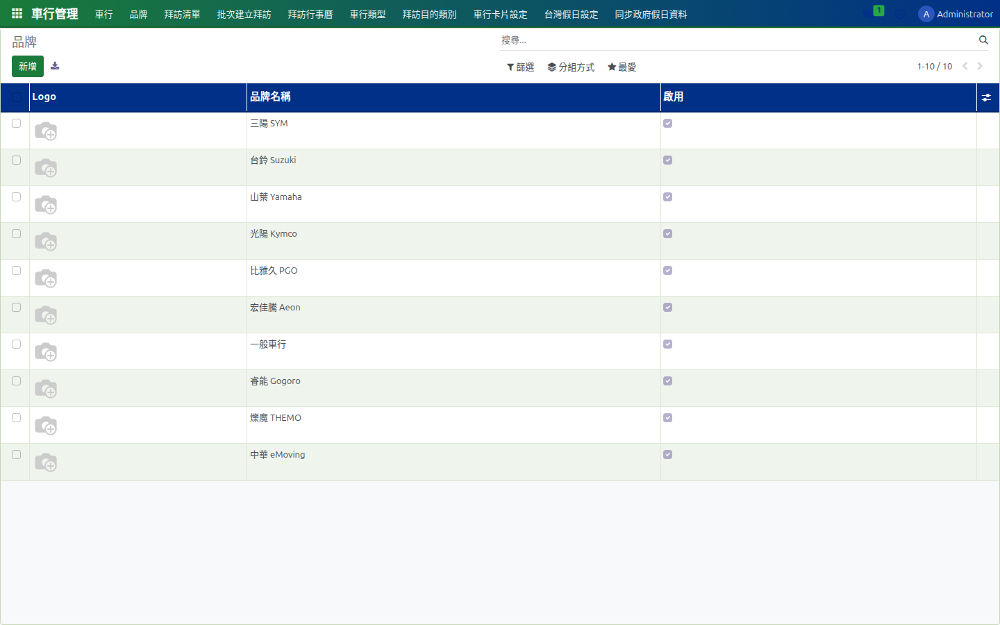 車行管理 車行 品牌 拜訪清單 批次建立拜訪 拜訪行事曆 車行類型 拜訪目的類別 車行卡片設定 台灣假日設定 同步政府假日資料 1 A Administrator
品牌 搜尋...
新增 篩選 分組方式 最愛 1-10 / 10
Logo 品牌名稱 啟用
三陽 SYM
台鈴 Suzuki
山葉 Yamaha
光陽 Kymco
比雅久 PGO
宏佳騰 Aeon
一般車行
睿能 Gogoro
爍魔 THEMO
中華 eMoving